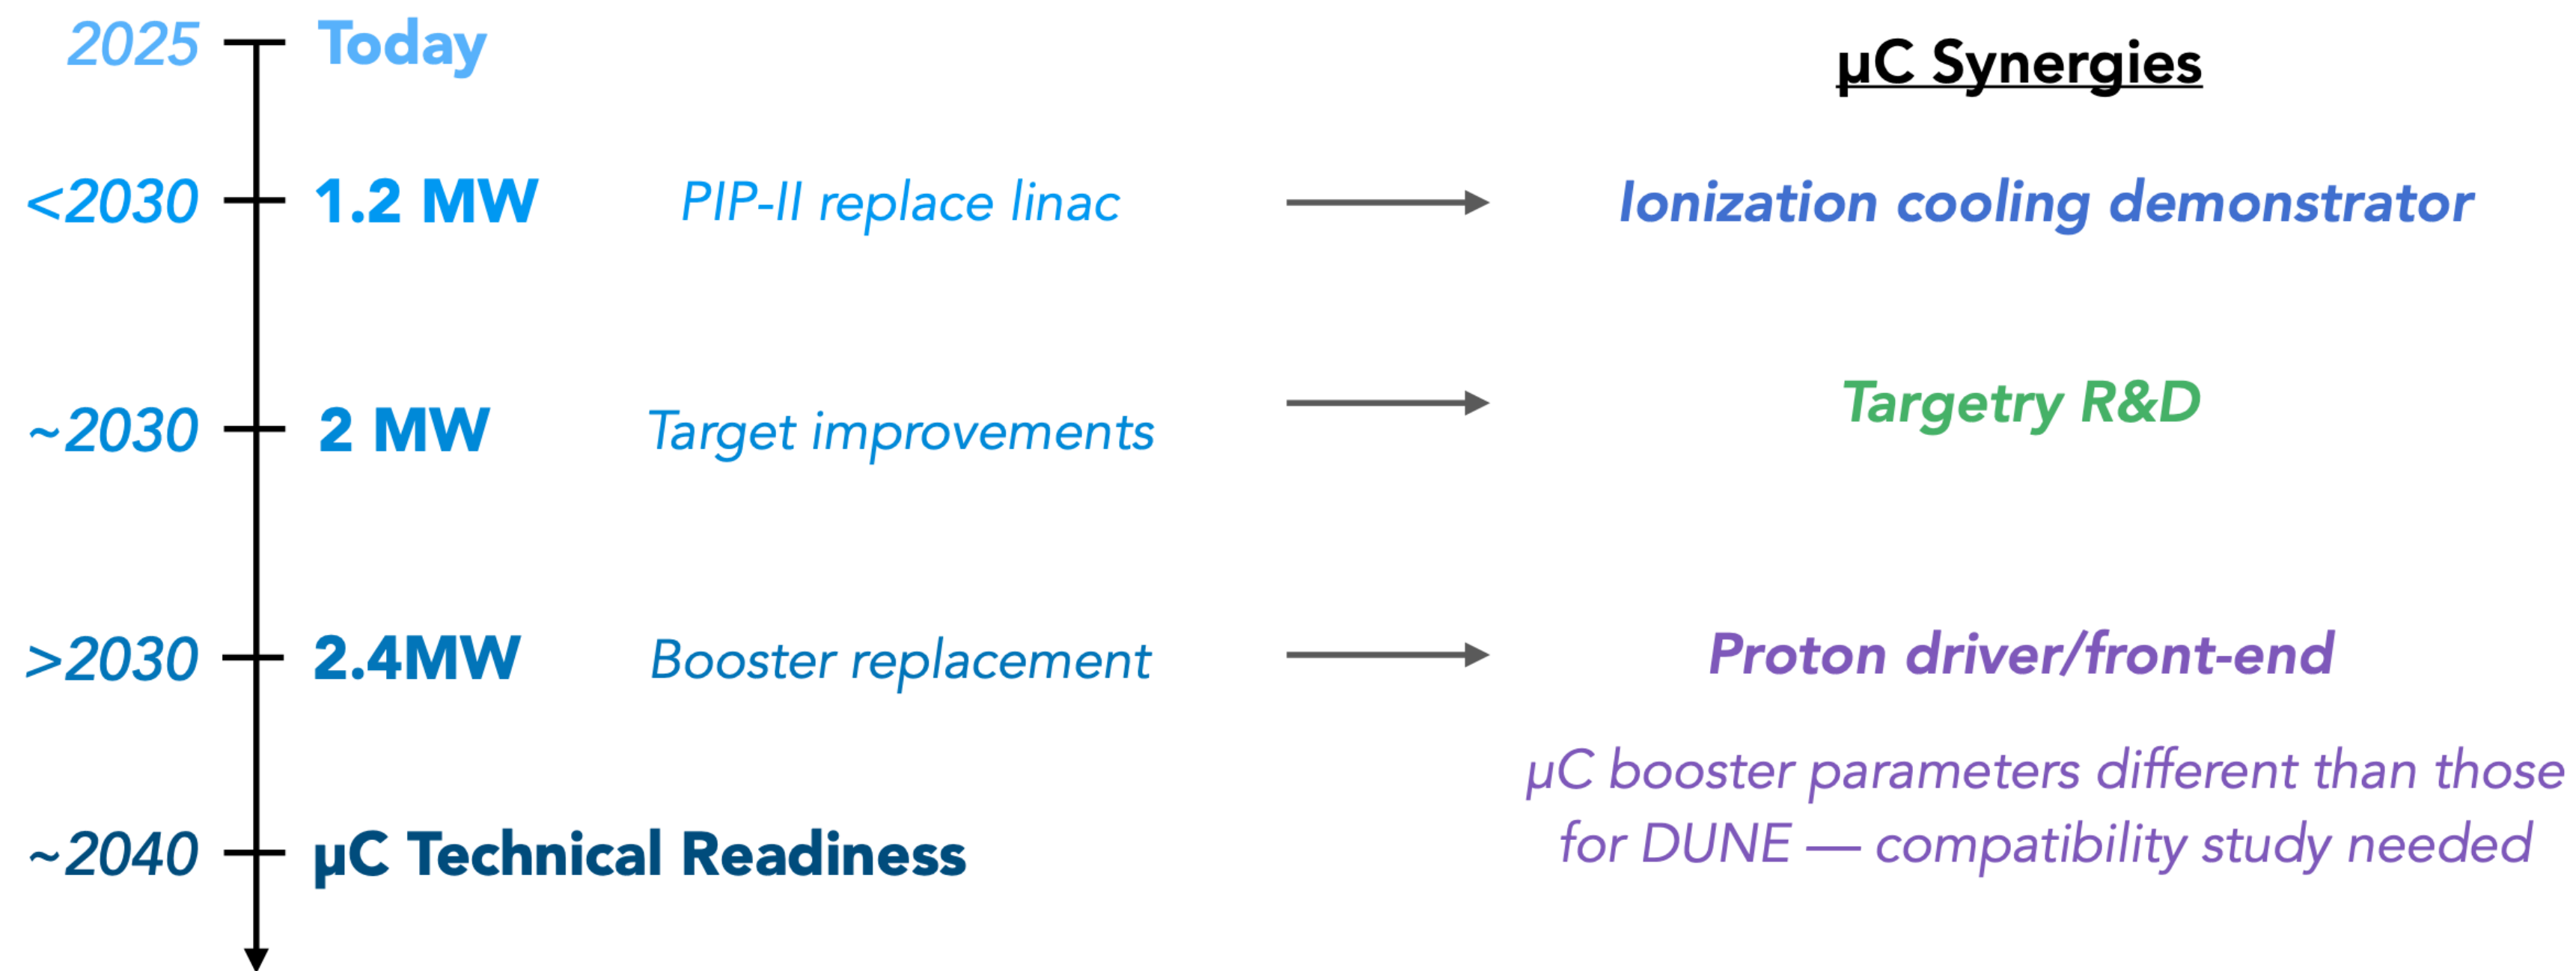 2025 Today
µC Synergies
<2030 1.2 MW PIP-II replace linac Ionization cooling demonstrator
~2030 2 MW Target improvements Targetry R&D
>2030 2.4MW Booster replacement Proton driver/front-end
µC booster parameters different than those
for DUNE — compatibility study needed
~2040 µC Technical Readiness